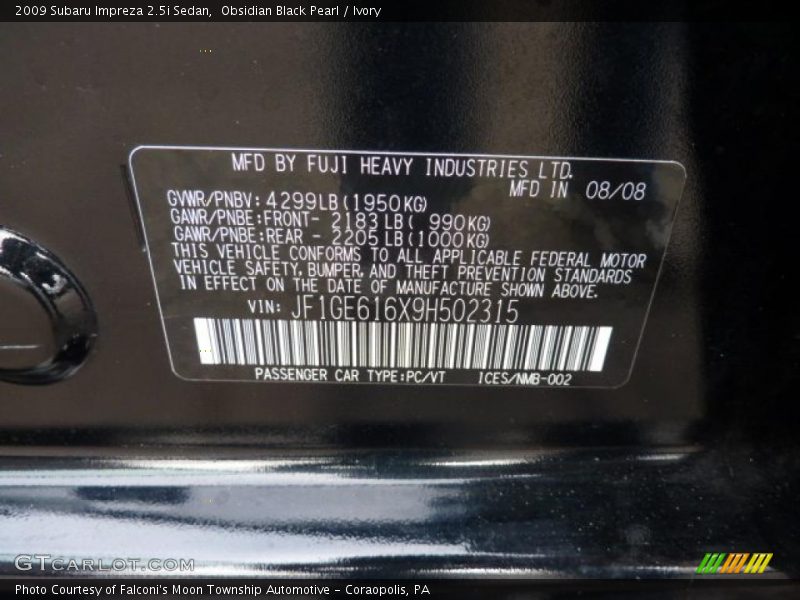 2009 Subaru Impreza 2.5i Sedan,  Obsidian Black Pearl / Ivory
MFD BY FUJI HEAVY INDUSTRIES LTD.
MFD IN 08/08
GVWR/PNBV: 4299LB(1950KG)
GAWR/PNBE:FRONT- 2183LB( 990KG)
GAWR/PNBE:REAR - 2205LB(1000KG)
THIS VEHICLE CONFORMS TO ALL APPLICABLE FEDERAL MOTOR
VEHICLE SAFETY, BUMPER, AND THEFT PREVENTION STANDARDS
IN EFFECT ON THE DATE OF MANUFACTURE SHOWN ABOVE.
VIN: JF1GE616X9H502315
PASSENGER CAR TYPE:PC/VT ICES/NMB-002
GTCARLOT.COM
Photo Courtesy of Falconi's Moon Township Automotive – Coraopolis, PA